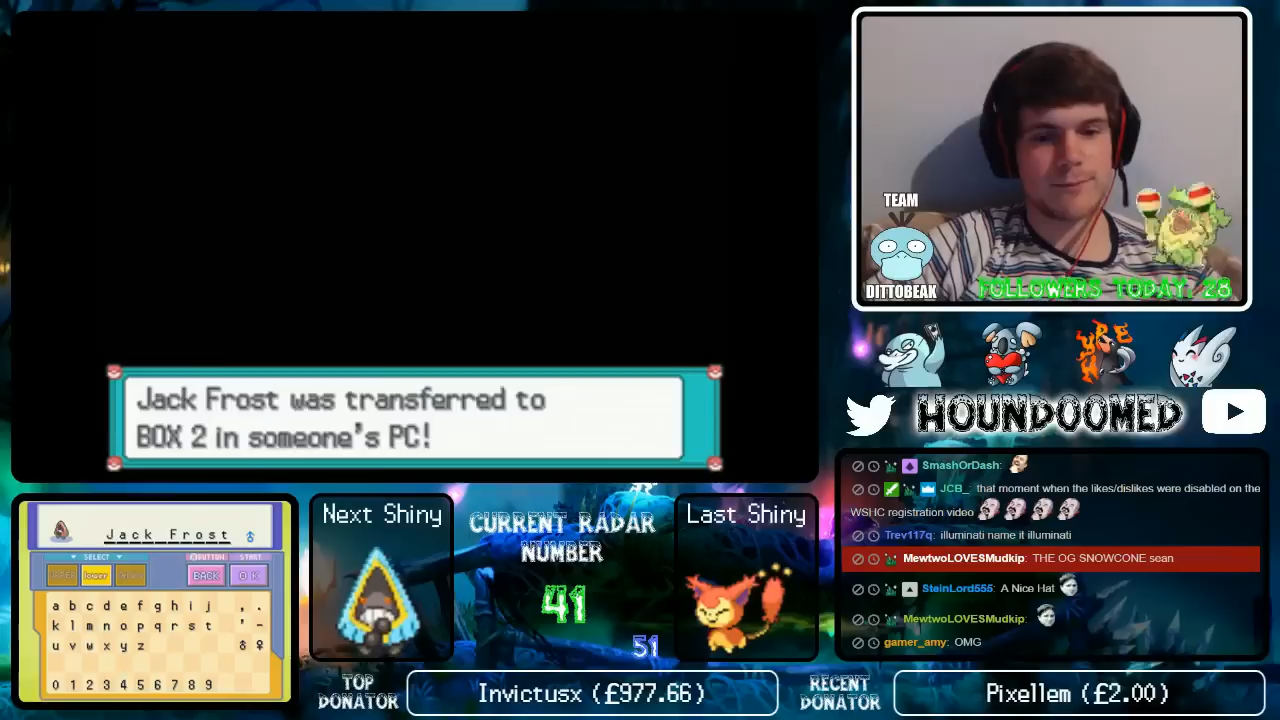 Jack Frost was transferred to
BOX 2 in someone's PC!
TEAM
DITTOBEAK
FOLLOWERS TODAY: 28
HOUNDOOMED
SmashOrDash:
JCB_: that moment when the likes/dislikes were disabled on the
WSHC registration video
Trev117q: illuminati name it illuminati
MewtwoLOVESMudkip: THE OG SNOWCONE sean
SteinLord555: A Nice Hat
MewtwoLOVESMudkip:
gamer_amy: OMG
Jack Frost
SELECT
BUTTON
START
lower
BACK
OK
a b c d e f g h i j , .
k l m n o p q r s t ' -
u v w x y z ♂ ♀
0 1 2 3 4 5 6 7 8 9
Next Shiny
CURRENT RADAR
NUMBER
41
51
Last Shiny
TOP
DONATOR
Invictusx (£977.66)
RECENT
DONATOR
Pixellem (£2.00)